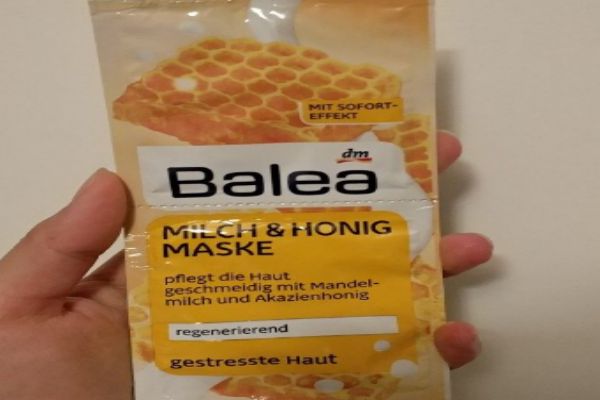 MIT SOFORT-
EFFEKT
dm
Balea
MILCH & HONIG
MASKE
pflegt die Haut
geschmeidig mit Mandel-
milch und Akazienhonig
regenerierend
gestresste Haut